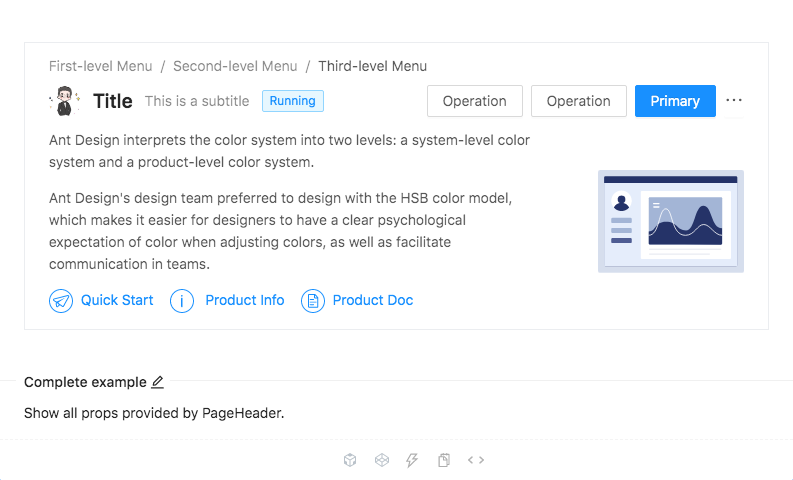 First-level Menu / Second-level Menu / Third-level Menu
Title This is a subtitle Running Operation Operation Primary ···
Ant Design interprets the color system into two levels: a system-level color
system and a product-level color system.
Ant Design's design team preferred to design with the HSB color model,
which makes it easier for designers to have a clear psychological
expectation of color when adjusting colors, as well as facilitate
communication in teams.
Quick Start Product Info Product Doc
Complete example
Show all props provided by PageHeader.